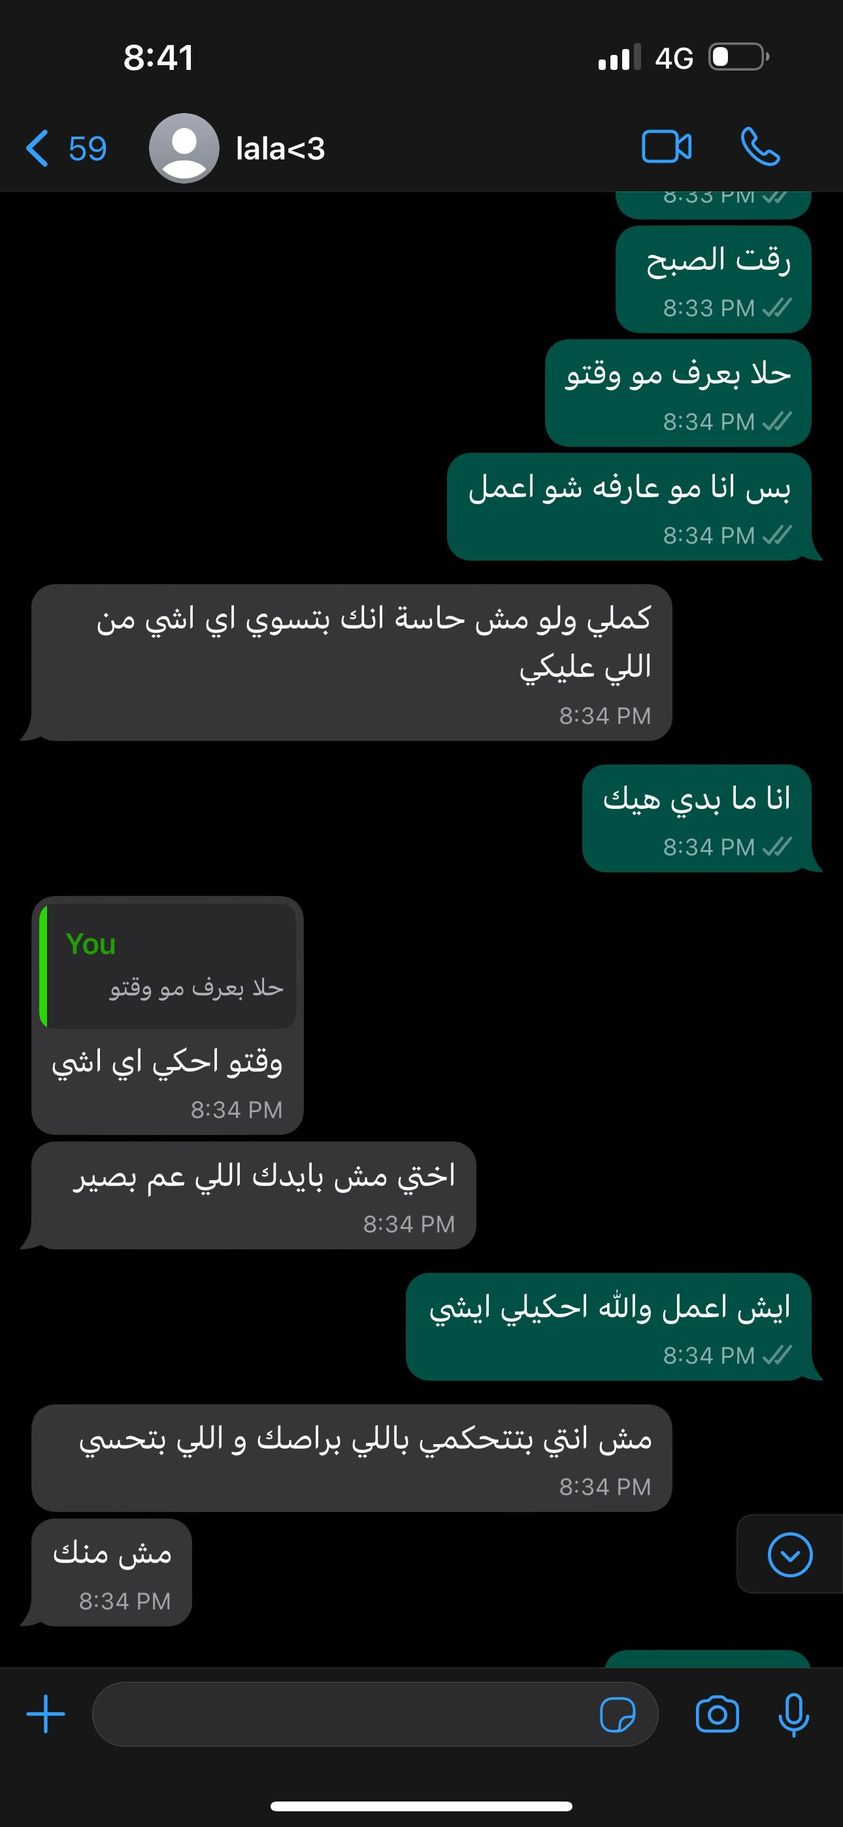 8:41
4G
59
lala<3
8:33 PM
رقت الصبح
8:33 PM
حلا بعرف مو وقتو
8:34 PM
بس انا مو عارفه شو اعمل
8:34 PM
كملي ولو مش حاسة انك بتسوي اي اشي من
اللي عليكي
8:34 PM
انا ما بدي هيك
8:34 PM
You
حلا بعرف مو وقتو
وقتو احكي اي اشي
8:34 PM
اختي مش بايدك اللي عم بصير
8:34 PM
ايش اعمل والله احكيلي ايشي
8:34 PM
مش انتي بتتحكمي باللي براصك و اللي بتحسي
8:34 PM
مش منك
8:34 PM